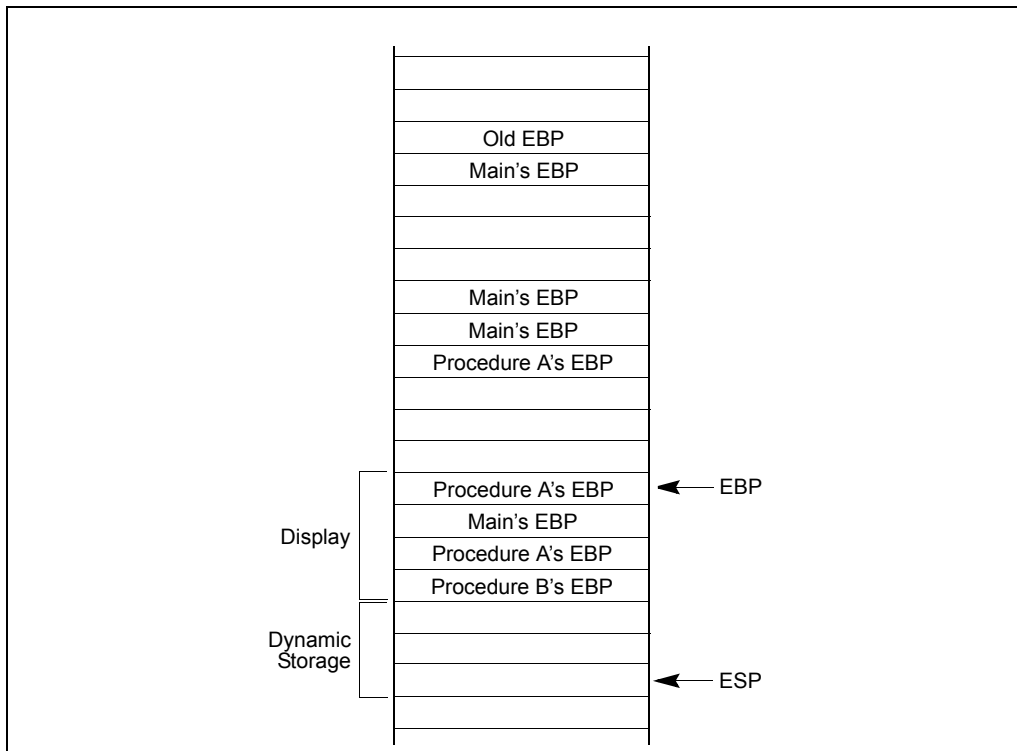 Old EBP
Main's EBP
Main's EBP
Main's EBP
Procedure A's EBP
Procedure A's EBP
EBP
Main's EBP
Display
Procedure A's EBP
Procedure B's EBP
Dynamic
Storage
ESP